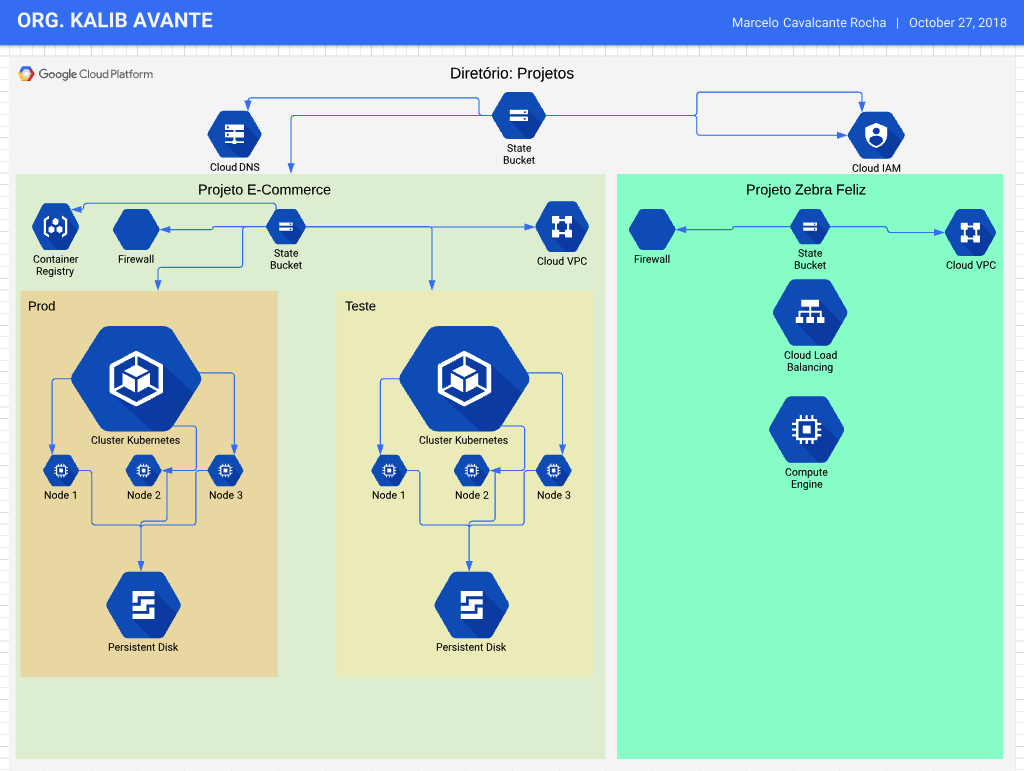 ORG. KALIB AVANTE
Marcelo Cavalcante Rocha | October 27, 2018
Google Cloud Platform
Diretório: Projetos
State
Bucket
Cloud DNS
Cloud IAM
Projeto E-Commerce
Container
Registry
Firewall
State
Bucket
Cloud VPC
Prod
Cluster Kubernetes
Node 1
Node 2
Node 3
Persistent Disk
Teste
Cluster Kubernetes
Node 1
Node 2
Node 3
Persistent Disk
Projeto Zebra Feliz
Firewall
State
Bucket
Cloud VPC
Cloud Load
Balancing
Compute
Engine